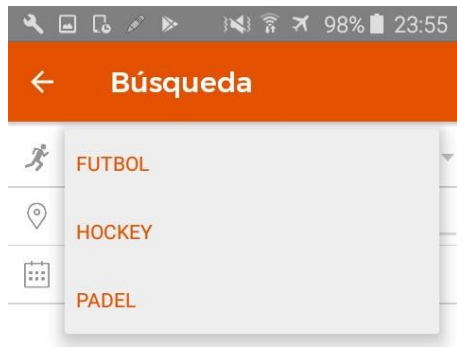 98% 23:55
Búsqueda
FUTBOL
HOCKEY
PADEL